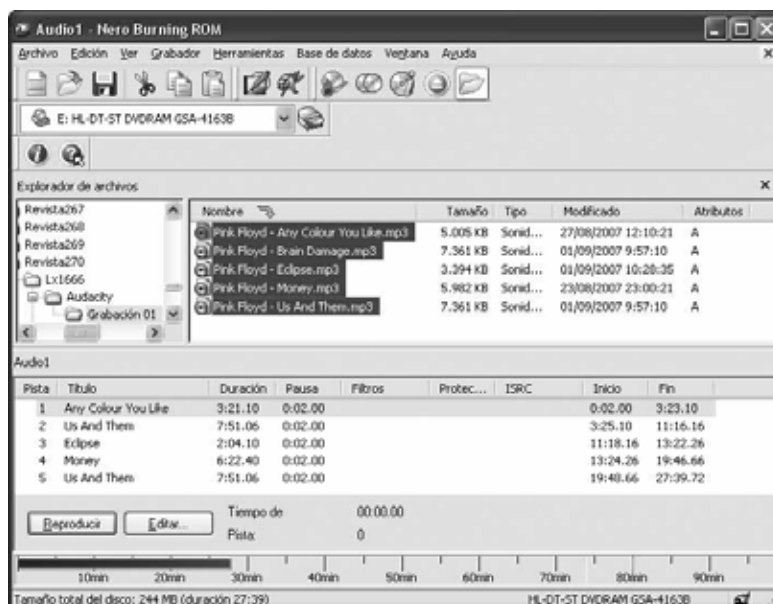 Audio1 - Nero Burning ROM
Archivo Edición Ver Grabador Herramientas Base de datos Ventana Ayuda
E: HL-DT-ST DVDRAM GSA-4163B
Explorador de archivos
Revista267
Revista268
Revista269
Revista270
Lx1666
Audacity
Grabación 01
Nombre Tamaño Tipo Modificado Atributos
Pink Floyd - Any Colour You Like.mp3 5.005 KB Sonid... 27/08/2007 12:10:21 A
Pink Floyd - Brain Damage.mp3 7.361 KB Sonid... 01/09/2007 9:57:10 A
Pink Floyd - Eclipse.mp3 3.394 KB Sonid... 01/09/2007 10:28:35 A
Pink Floyd - Money.mp3 5.982 KB Sonid... 23/08/2007 23:00:21 A
Pink Floyd - Us And Them.mp3 7.361 KB Sonid... 01/09/2007 9:57:10 A
Audio1
Pista Título Duración Pausa Filtros Protec... ISRC Inicio Fin
1 Any Colour You Like 3:21.10 0:02.00 0:02.00 3:23.10
2 Us And Them 7:51.06 0:02.00 3:25.10 11:16.16
3 Eclipse 2:04.10 0:02.00 11:18.16 13:22.26
4 Money 6:22.40 0:02.00 13:24.26 19:46.66
5 Us And Them 7:51.06 0:02.00 19:48.66 27:39.72
Reproducir Editar... Tiempo de 00:00.00
Pista: 0
10min 20min 30min 40min 50min 60min 70min 80min 90min
Tamaño total del disco: 244 MB (duración 27:39) HL-DT-ST DVDRAM GSA-4163B